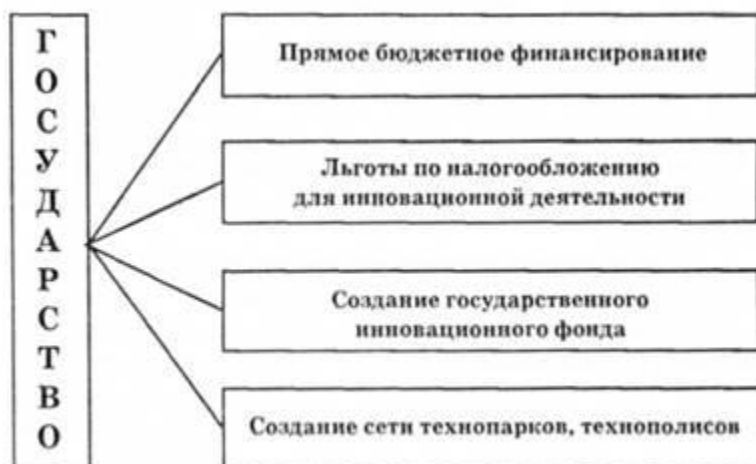 ГОСУДАРСТВО
Прямое бюджетное финансирование
Льготы по налогообложению
для инновационной деятельности
Создание государственного
инновационного фонда
Создание сети технопарков, технополисов